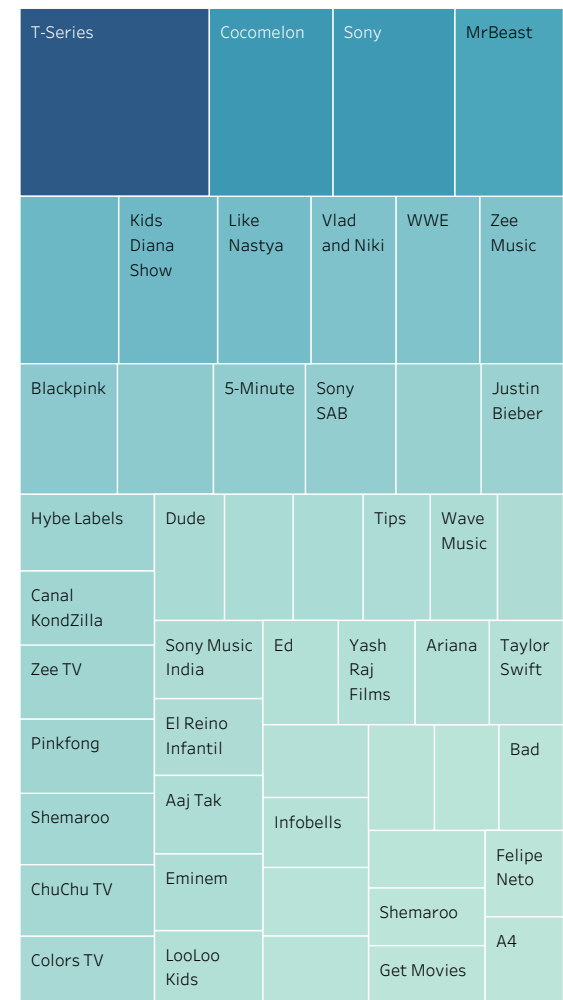 T-Series
Cocomelon
Sony
MrBeast
Kids
Diana
Show
Like
Nastya
Vlad
and Niki
WWE
Zee
Music
Blackpink
5-Minute
Sony
SAB
Justin
Bieber
Hybe Labels
Dude
Tips
Wave
Music
Canal
KondZilla
Zee TV
Pinkfong
Shemaroo
ChuChu TV
Colors TV
Sony Music
India
El Reino
Infantil
Aaj Tak
Eminem
LooLoo
Kids
Ed
Yash
Raj
Films
Ariana
Taylor
Swift
Infobells
Bad
Shemaroo
Get Movies
Felipe
Neto
A4